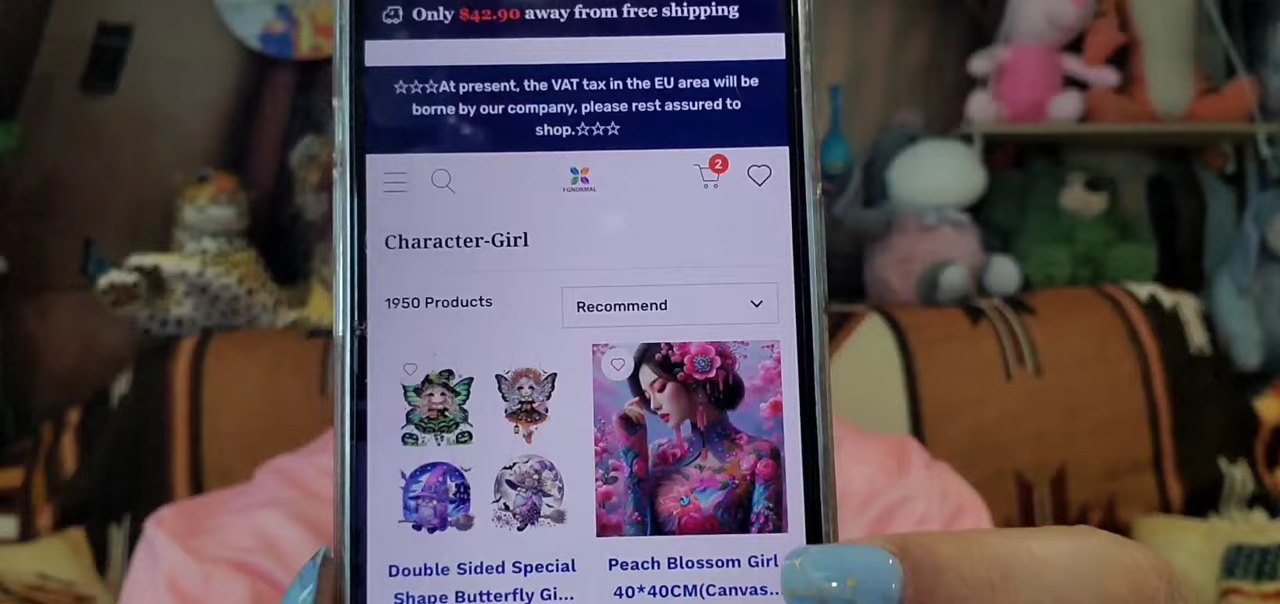 Only $42.90 away from free shipping
☆☆☆At present, the VAT tax in the EU area will be
borne by our company, please rest assured to
shop.☆☆☆
2
FGNORMAL
Character-Girl
1950 Products
Recommend
Double Sided Special
Shape Butterfly Gi...
Peach Blossom Girl
40*40CM(Canvas...